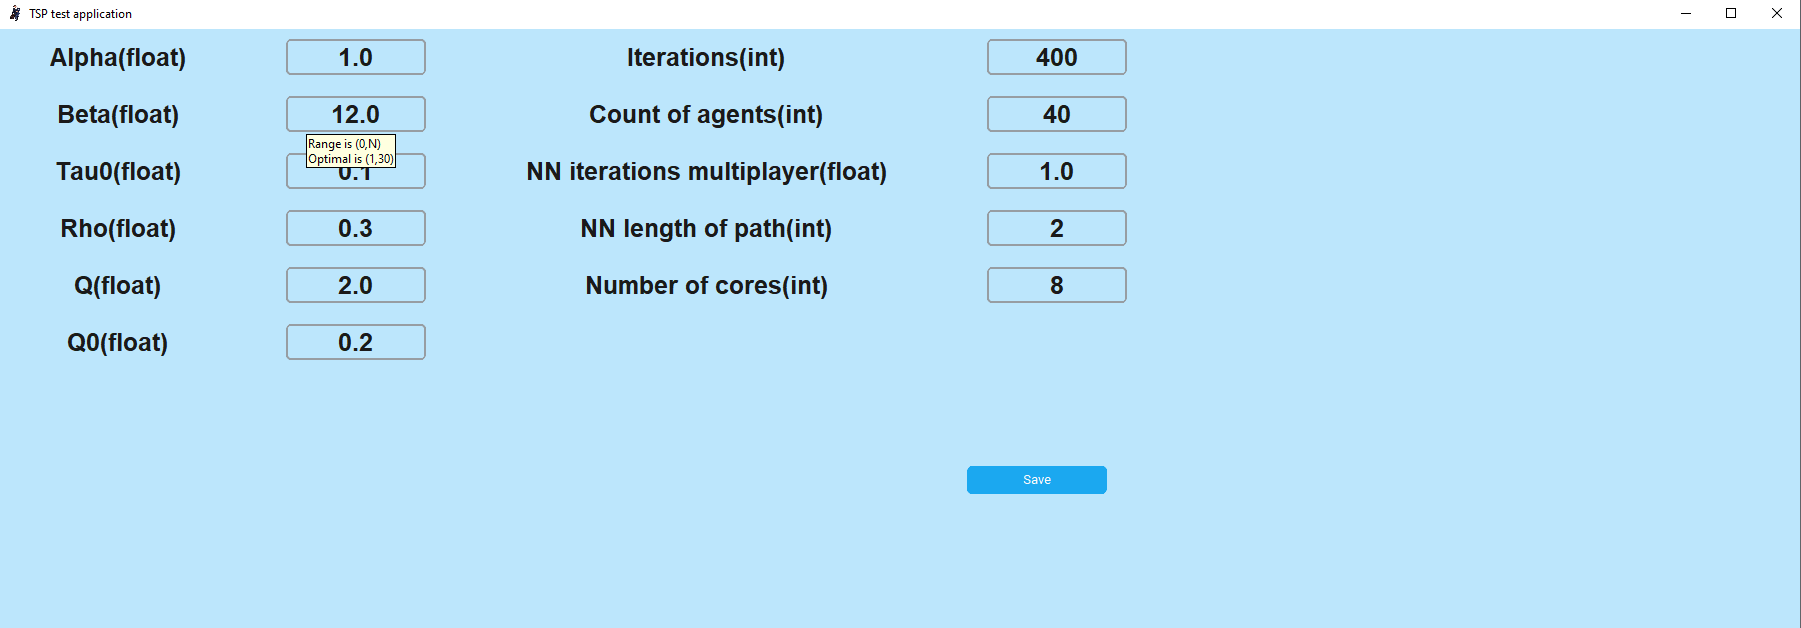 TSP test application
Alpha(float) 1.0 Iterations(int) 400
Beta(float) 12.0 Count of agents(int) 40
Range is (0,N)
Optimal is (1,30)
Tau0(float) 0.1 NN iterations multiplayer(float) 1.0
Rho(float) 0.3 NN length of path(int) 2
Q(float) 2.0 Number of cores(int) 8
Q0(float) 0.2
Save